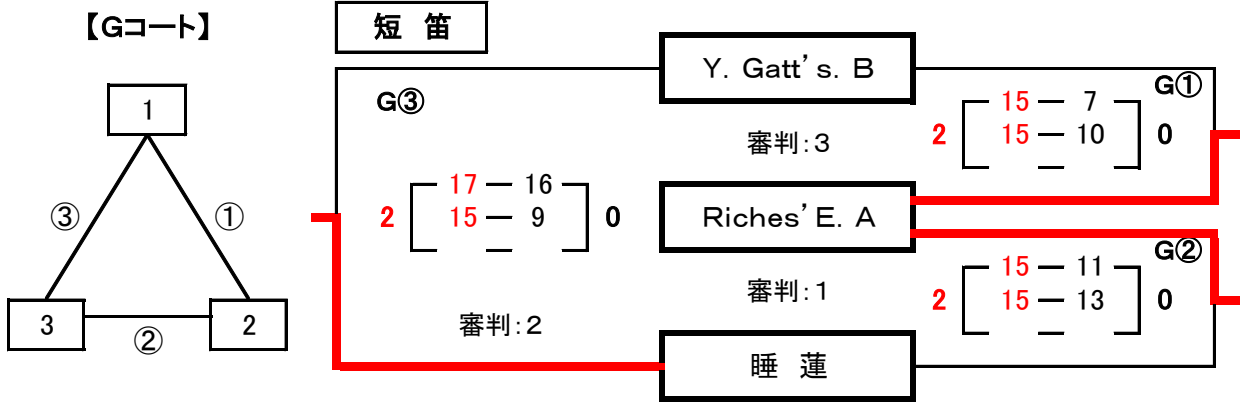 【Gコート】
1
③
①
3
②
2
短 笛
G③
2
17 — 16
15 — 9
—
0
審判：2
Y. Gatt’s. B
審判：3
Riches’E. A
審判：1
睡 蓮
G①
2
15 — 7
15 — 10
—
0
G②
2
15 — 11
15 — 13
—
0